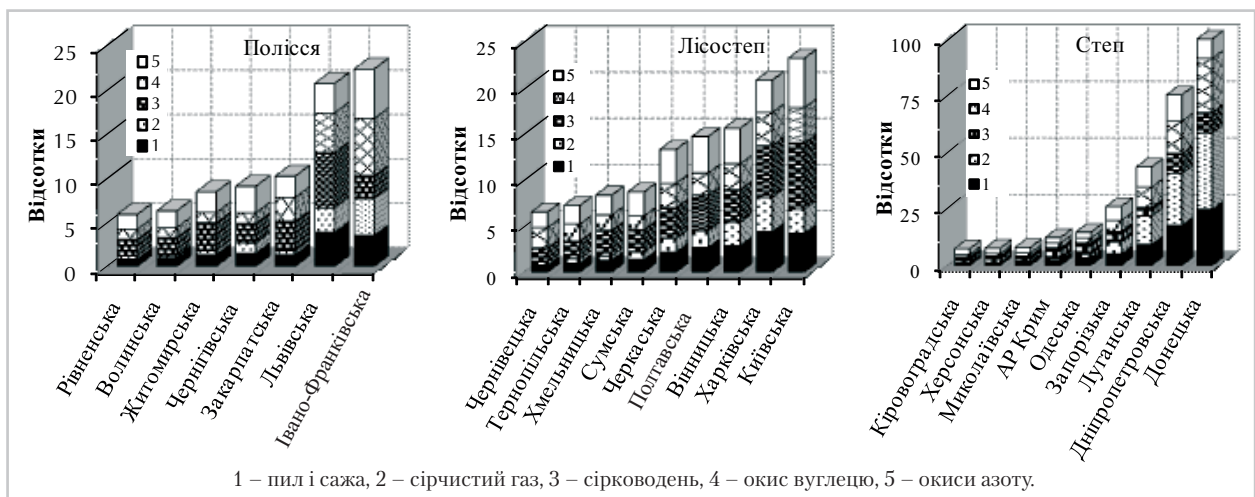 Полісся
Відсотки
25
20
15
10
5
0
5
4
3
2
1
Рівненська
Волинська
Житомирська
Чернігівська
Закарпатська
Львівська
Івано-Франківська
Лісостеп
Відсотки
25
20
15
10
5
0
5
4
3
2
1
Чернівецька
Тернопільська
Хмельницька
Сумська
Черкаська
Полтавська
Вінницька
Харківська
Київська
Степ
Відсотки
100
75
50
25
0
5
4
3
2
1
Кіровоградська
Херсонська
Миколаївська
АР Крим
Одеська
Запорізька
Луганська
Дніпропетровська
Донецька
1 – пил і сажа, 2 – сірчистий газ, 3 – сірководень, 4 – окис вуглецю, 5 – окиси азоту.